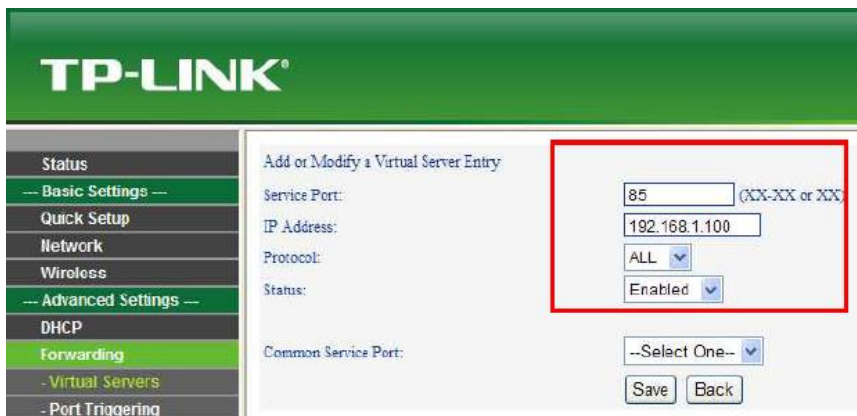 TP-LINK®
Status
--- Basic Settings ---
Quick Setup
Network
Wireless
--- Advanced Settings ---
DHCP
Forwarding
- Virtual Servers
- Port Triggering
Add or Modify a Virtual Server Entry
Service Port: 85 (XX-XX or XX)
IP Address: 192.168.1.100
Protocol: ALL
Status: Enabled
Common Service Port: --Select One--
Save Back